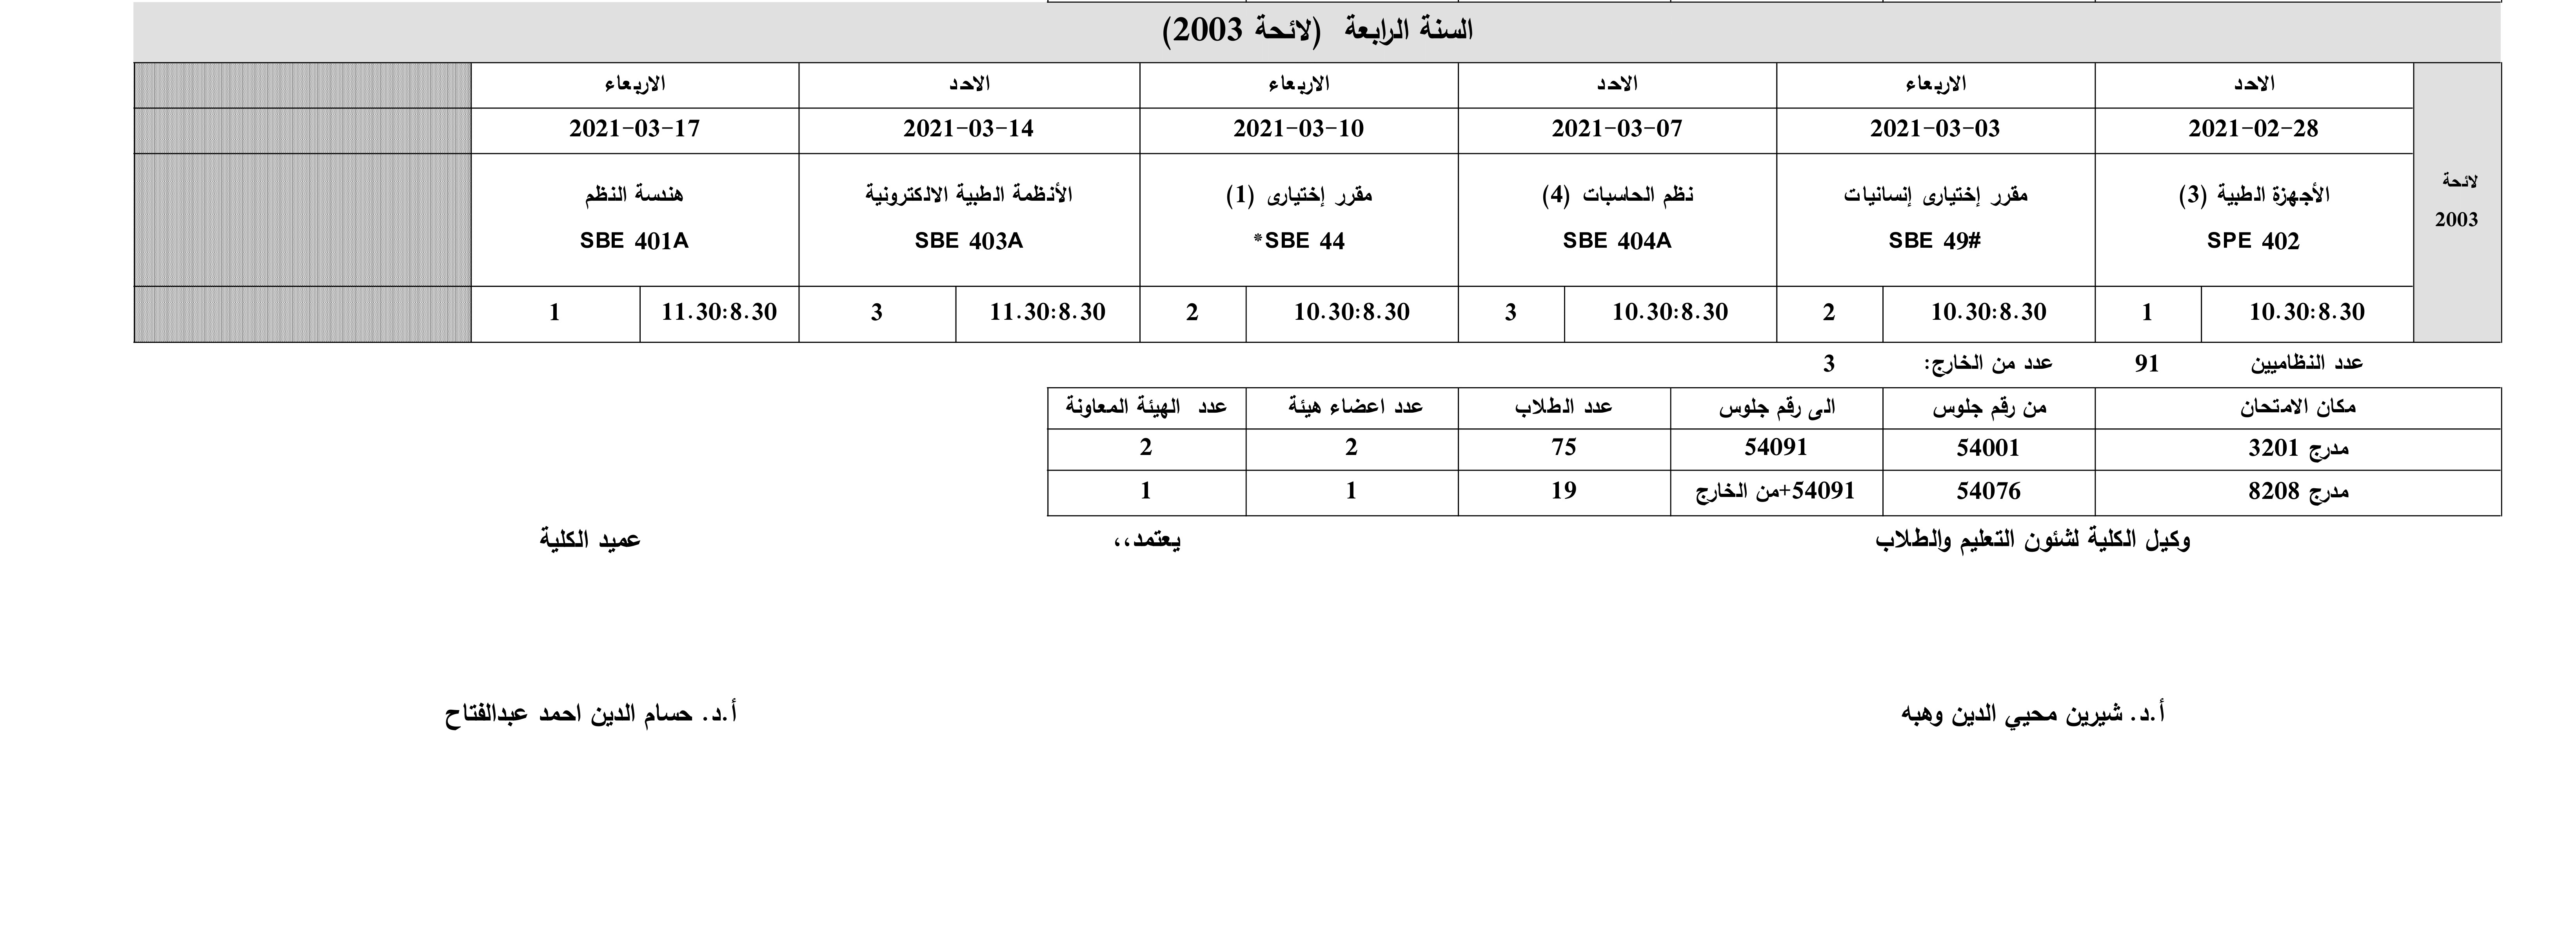 السنة الرابعة (لائحة 2003)
لائحة 2003
الاحد الاربعاء الاحد الاربعاء الاحد الاربعاء
2021-02-28 2021-03-03 2021-03-07 2021-03-10 2021-03-14 2021-03-17
الأجهزة الطبية (3) مقرر إختيارى إنسانيات نظم الحاسبات (4) مقرر إختيارى (1) الأنظمة الطبية الالكترونية هندسة النظم
SPE 402 SBE 49# SBE 404A *SBE 44 SBE 403A SBE 401A
10.30:8.30 1 10.30:8.30 2 10.30:8.30 3 10.30:8.30 2 11.30:8.30 3 11.30:8.30 1
عدد النظاميين 91 عدد من الخارج: 3
مكان الامتحان من رقم جلوس الى رقم جلوس عدد الطلاب عدد اعضاء هيئة عدد الهيئة المعاونة
مدرج 3201 54001 54091 75 2 2
مدرج 8208 54076 54091+من الخارج 19 1 1
وكيل الكلية لشئون التعليم والطلاب يعتمد،، عميد الكلية
أ.د. شيرين محيي الدين وهبه أ.د. حسام الدين احمد عبدالفتاح